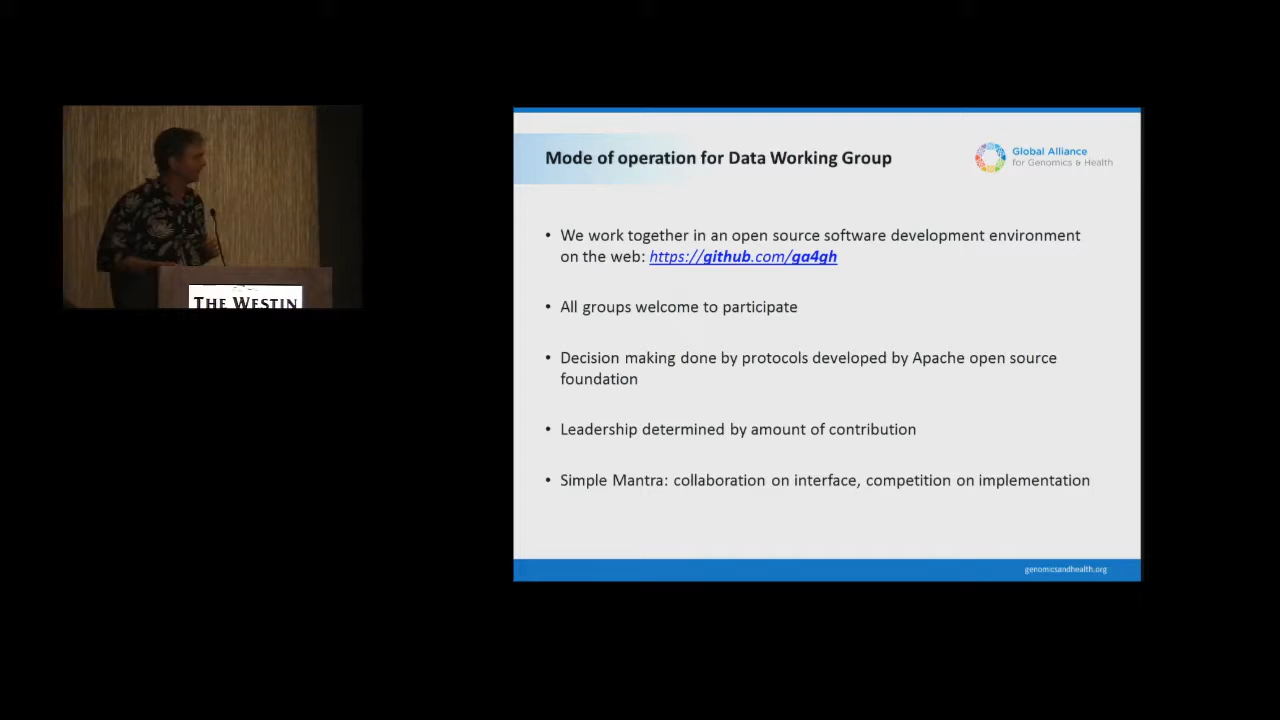 THE WESTIN
Mode of operation for Data Working Group
Global Alliance
for Genomics & Health
• We work together in an open source software development environment
on the web: https://github.com/ga4gh
• All groups welcome to participate
• Decision making done by protocols developed by Apache open source
foundation
• Leadership determined by amount of contribution
• Simple Mantra: collaboration on interface, competition on implementation
genomicsandhealth.org